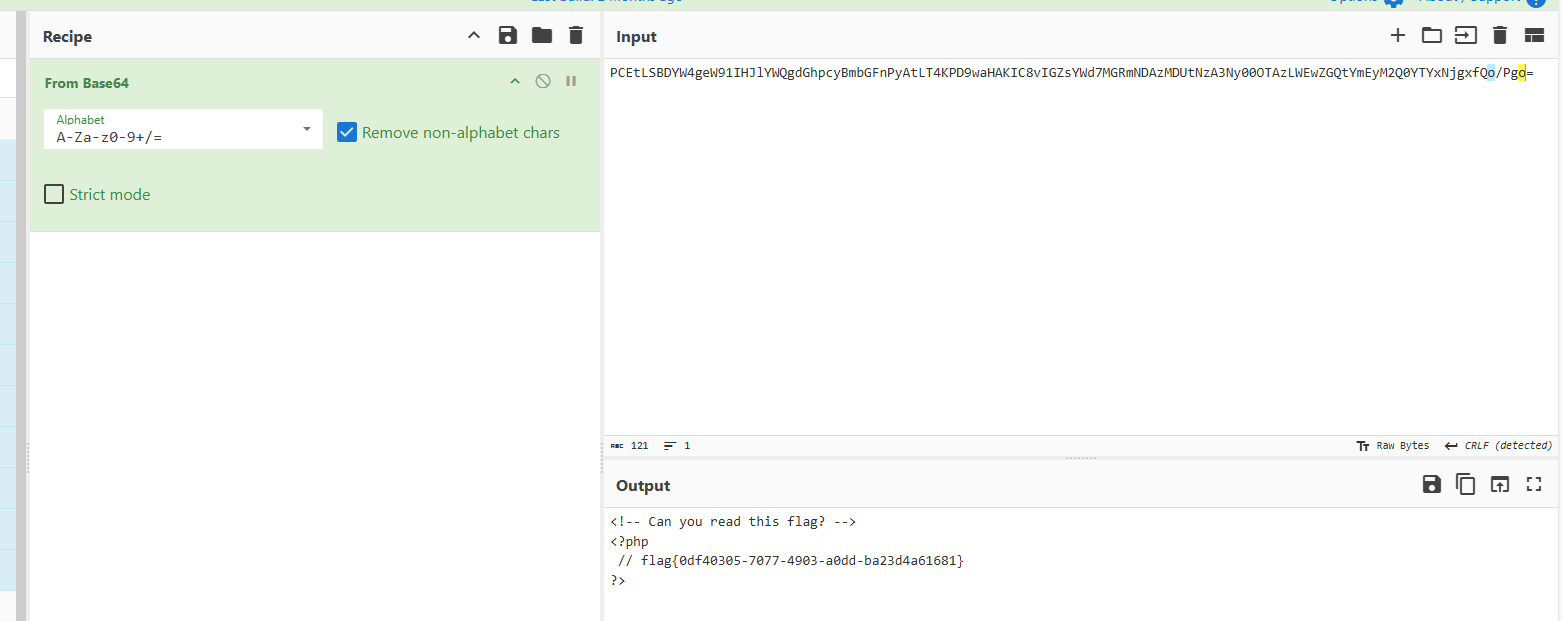 Recipe
Input
From Base64
Alphabet
A-Za-z0-9+/=
Remove non-alphabet chars
Strict mode
PCEtLSBDYW4geW91IHJlYWQgdGhpcyBmbGFnPyAtLT4KPD9waHAKIC8vIGZsYWd7MGRmNDAzMDUtNzA3Ny00OTAzLWEwZGQtYmEyM2Q0YTYxNjgxfQo/Pgo=
ABC 121 1
Raw Bytes CRLF (detected)
Output
<!-- Can you read this flag? -->
<?php
// flag{0df40305-7077-4903-a0dd-ba23d4a61681}
?>